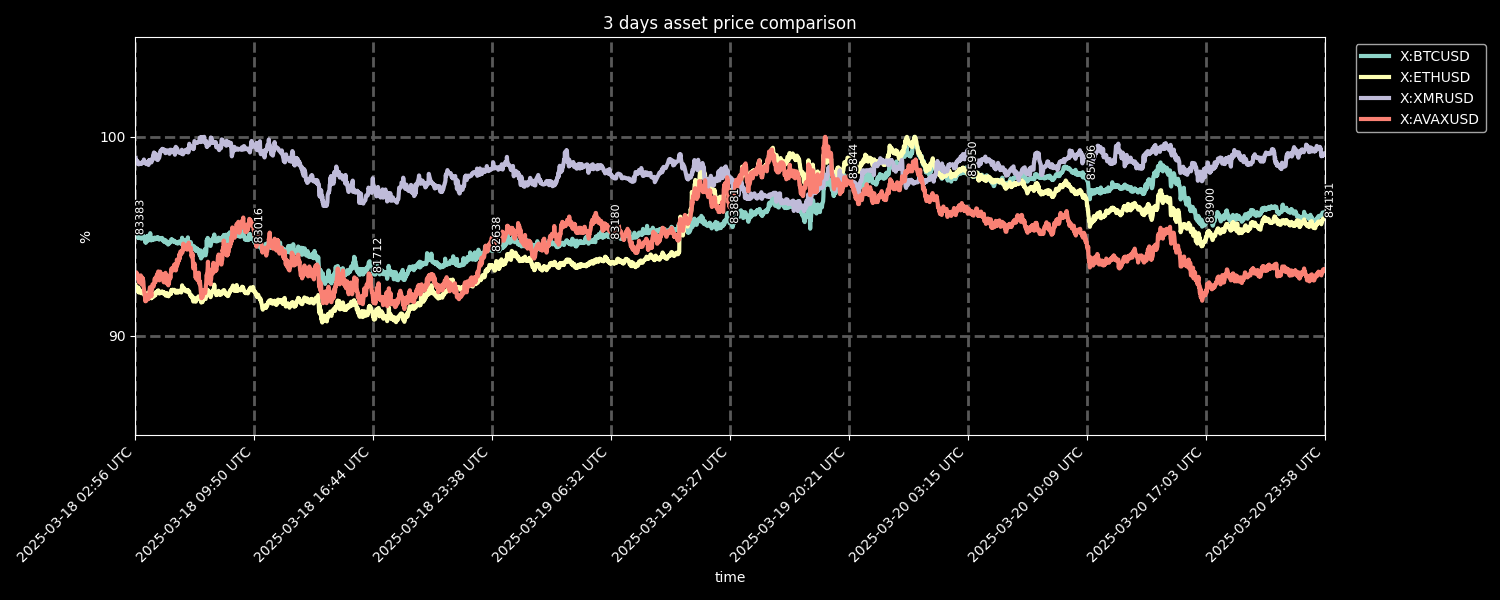 3 days asset price comparison
X:BTCUSD
X:ETHUSD
X:XMRUSD
X:AVAXUSD
100
90
%
83383
83016
81712
82638
83180
83881
85844
85950
85796
83900
84131
2025-03-18 02:56 UTC
2025-03-18 09:50 UTC
2025-03-18 16:44 UTC
2025-03-18 23:38 UTC
2025-03-19 06:32 UTC
2025-03-19 13:27 UTC
2025-03-19 20:21 UTC
2025-03-20 03:15 UTC
2025-03-20 10:09 UTC
2025-03-20 17:03 UTC
2025-03-20 23:58 UTC
time